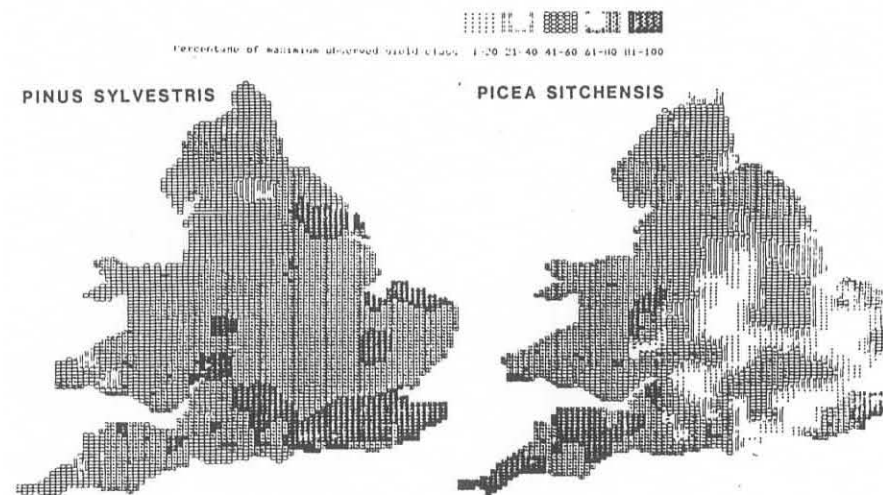 Percentage of maximum observed yield class 1-20 21-40 41-60 61-80 81-100
PINUS SYLVESTRIS PICEA SITCHENSIS